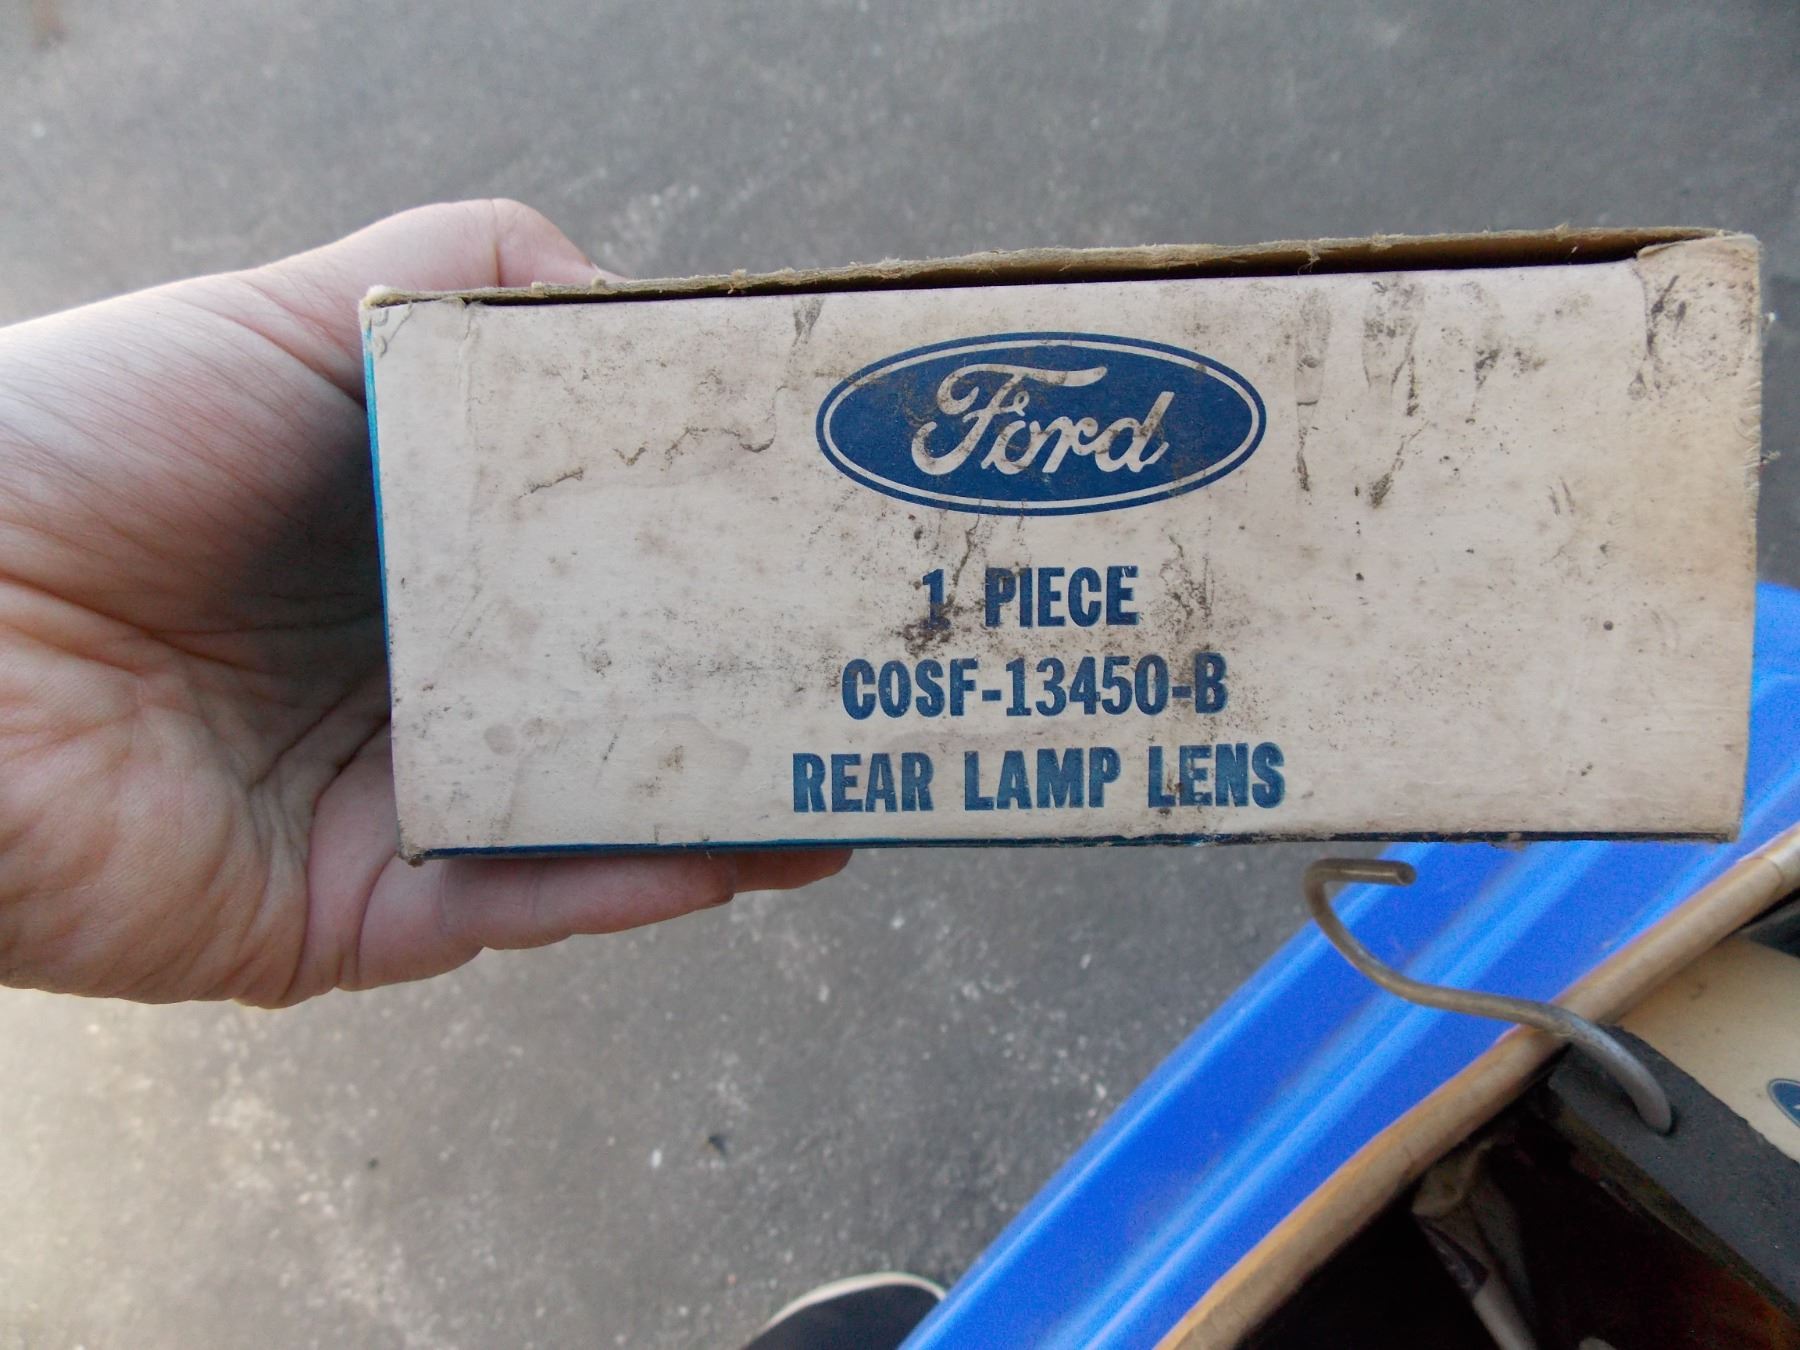 Ford
1 PIECE
COSF-13450-B
REAR LAMP LENS